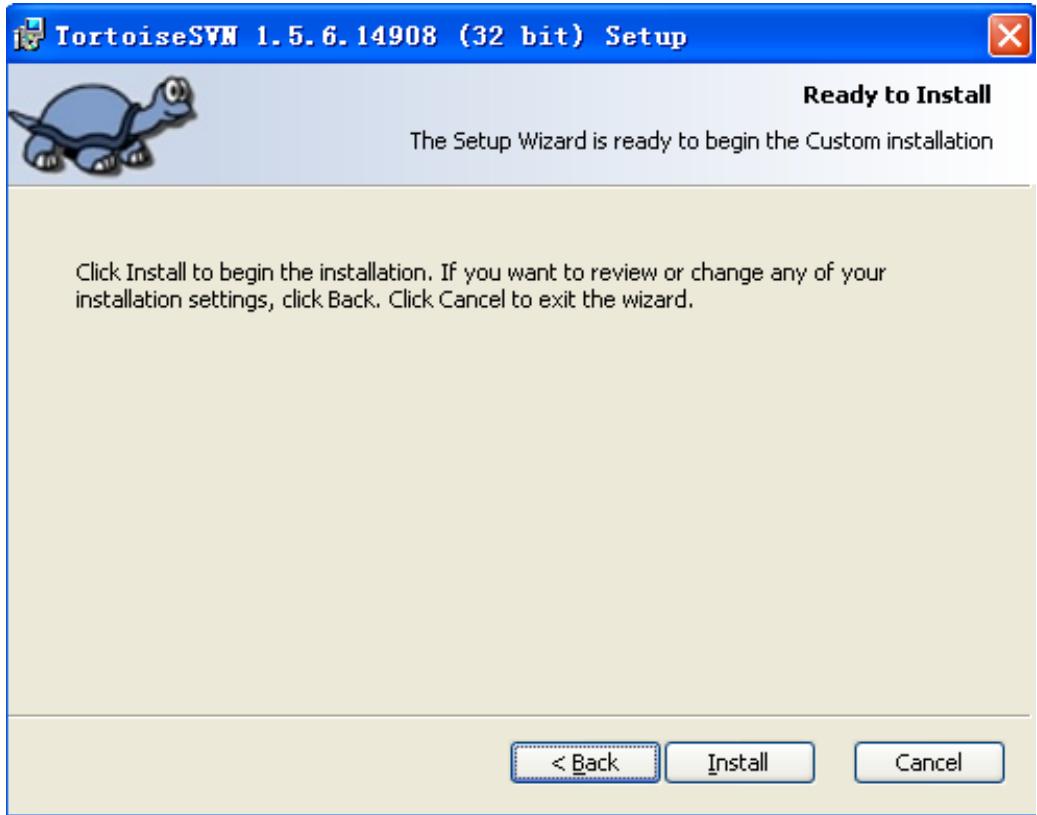 TortoiseSVN 1.5.6.14908 (32 bit) Setup
Ready to Install
The Setup Wizard is ready to begin the Custom installation
Click Install to begin the installation. If you want to review or change any of your
installation settings, click Back. Click Cancel to exit the wizard.
< Back
Install
Cancel